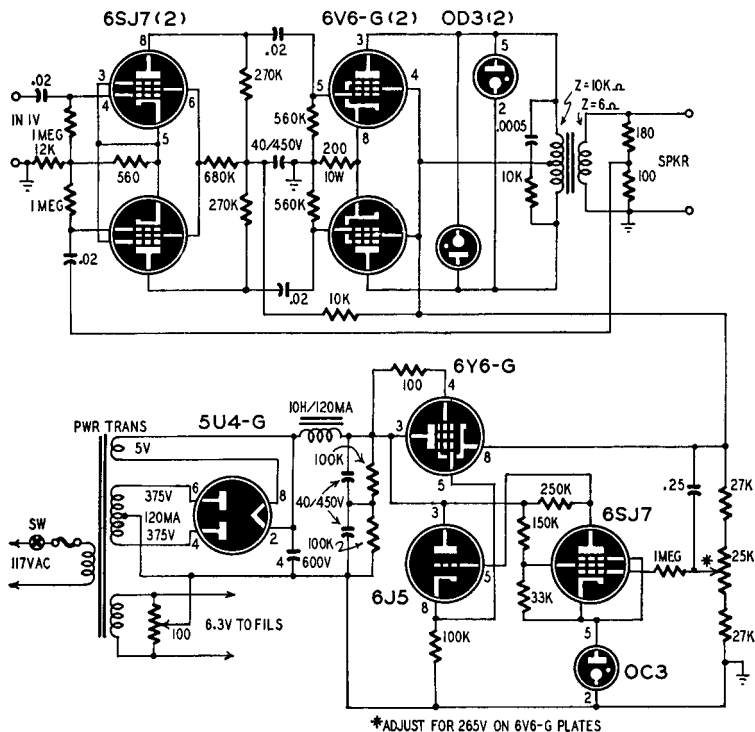 6SJ7(2)
6V6-G(2)
OD3(2)
8
.02
3
5
.02
3
4
6
270K
5
4
2
Z=10K Ω
Z=6 Ω
IN 1V
1 MEG
5
560K
8
.0005
180
12K
560
680K
40/450V
200
10W
SPKR
100
1 MEG
270K
560K
10K
.02
.02
10K
6Y6-G
100
4
10H/120MA
5U4-G
PWR TRANS
3
8
5V
100K
27K
375V
6
8
5
250K
.25
40/450V
6SJ7
SW
120MA
3
150K
375V
4
2
1MEG
*
25K
117VAC
100K
5
4
600V
6J5
33K
8
5
27K
100
6.3V TO FILS
100K
OC3
2
*ADJUST FOR 265V ON 6V6-G PLATES